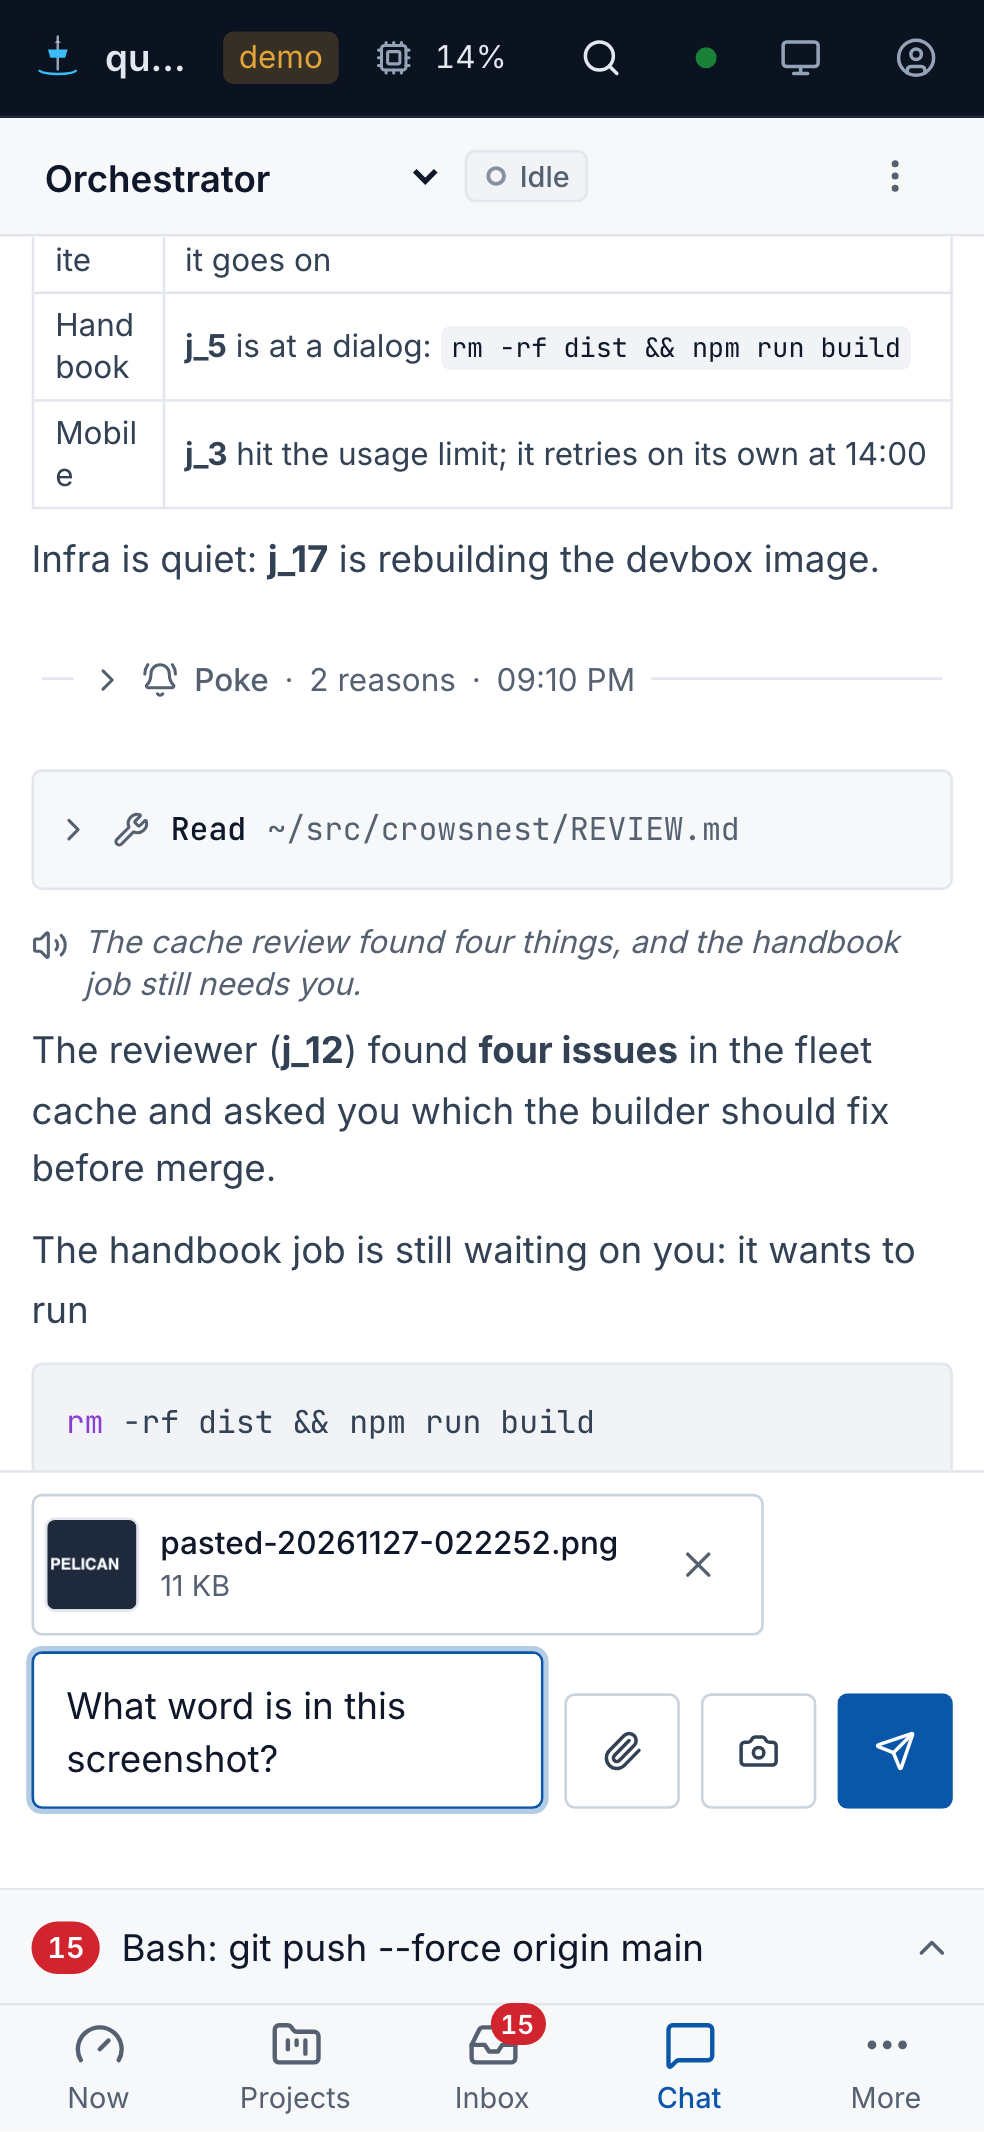 qu...
demo
14%
Orchestrator
Idle
ite
it goes on
Hand
book
j_5 is at a dialog: rm -rf dist && npm run build
Mobil
e
j_3 hit the usage limit; it retries on its own at 14:00
Infra is quiet: j_17 is rebuilding the devbox image.
Poke · 2 reasons · 09:10 PM
Read ~/src/crowsnest/REVIEW.md
The cache review found four things, and the handbook
job still needs you.
The reviewer (j_12) found four issues in the fleet
cache and asked you which the builder should fix
before merge.
The handbook job is still waiting on you: it wants to
run
rm -rf dist && npm run build
PELICAN
pasted-20261127-022252.png
11 KB
What word is in this
screenshot?
15
Bash: git push --force origin main
15
Now
Projects
Inbox
Chat
More